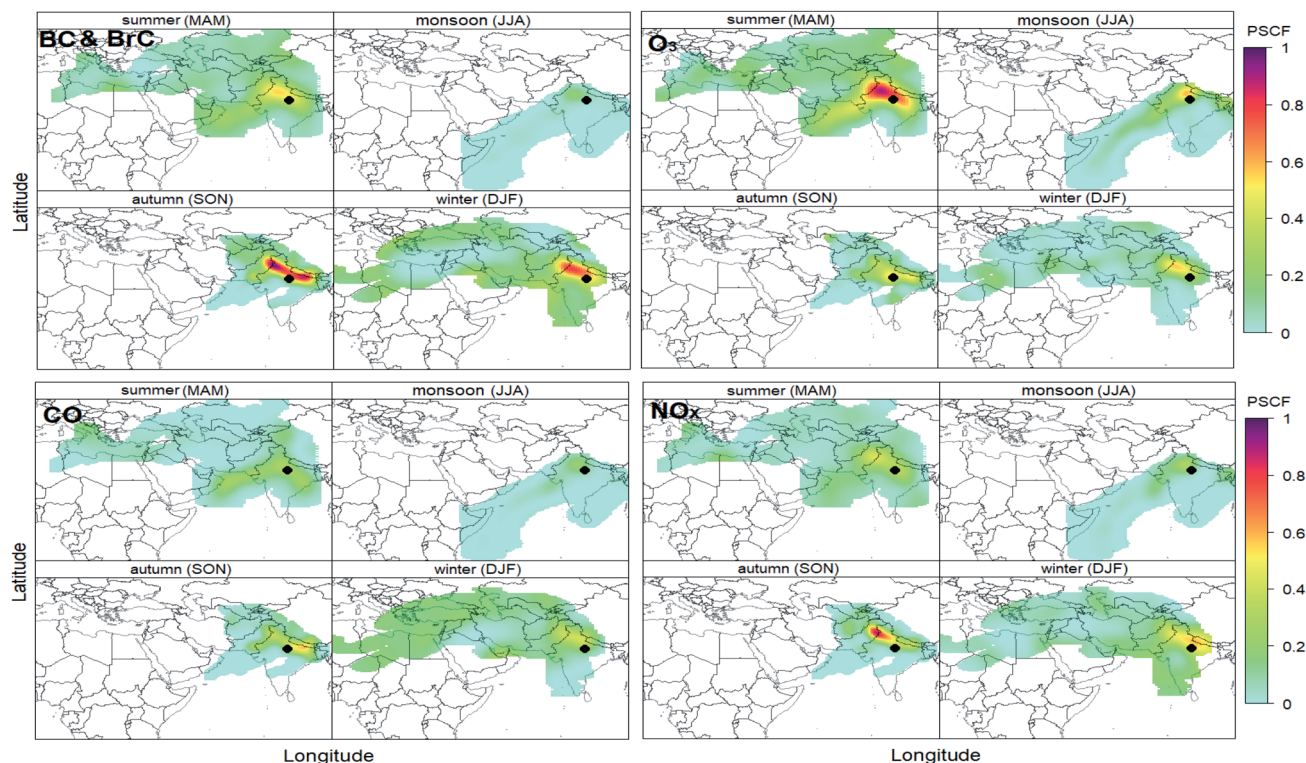 summer (MAM) monsoon (JJA)
BC & BrC
autumn (SON) winter (DJF)
summer (MAM) monsoon (JJA)
O₃
autumn (SON) winter (DJF)
PSCF
1
0.8
0.6
0.4
0.2
0
Latitude
summer (MAM) monsoon (JJA)
CO
autumn (SON) winter (DJF)
summer (MAM) monsoon (JJA)
NOₓ
autumn (SON) winter (DJF)
PSCF
1
0.8
0.6
0.4
0.2
0
Latitude
Longitude Longitude